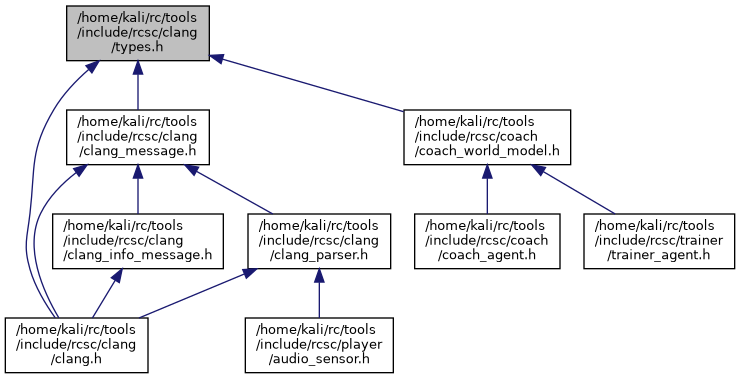 /home/kali/rc/tools
/include/rcsc/clang
/types.h
/home/kali/rc/tools
/include/rcsc/clang
/clang_message.h
/home/kali/rc/tools
/include/rcsc/coach
/coach_world_model.h
/home/kali/rc/tools
/include/rcsc/clang
/clang_info_message.h
/home/kali/rc/tools
/include/rcsc/clang
/clang_parser.h
/home/kali/rc/tools
/include/rcsc/coach
/coach_agent.h
/home/kali/rc/tools
/include/rcsc/trainer
/trainer_agent.h
/home/kali/rc/tools
/include/rcsc/clang
/clang.h
/home/kali/rc/tools
/include/rcsc/player
/audio_sensor.h